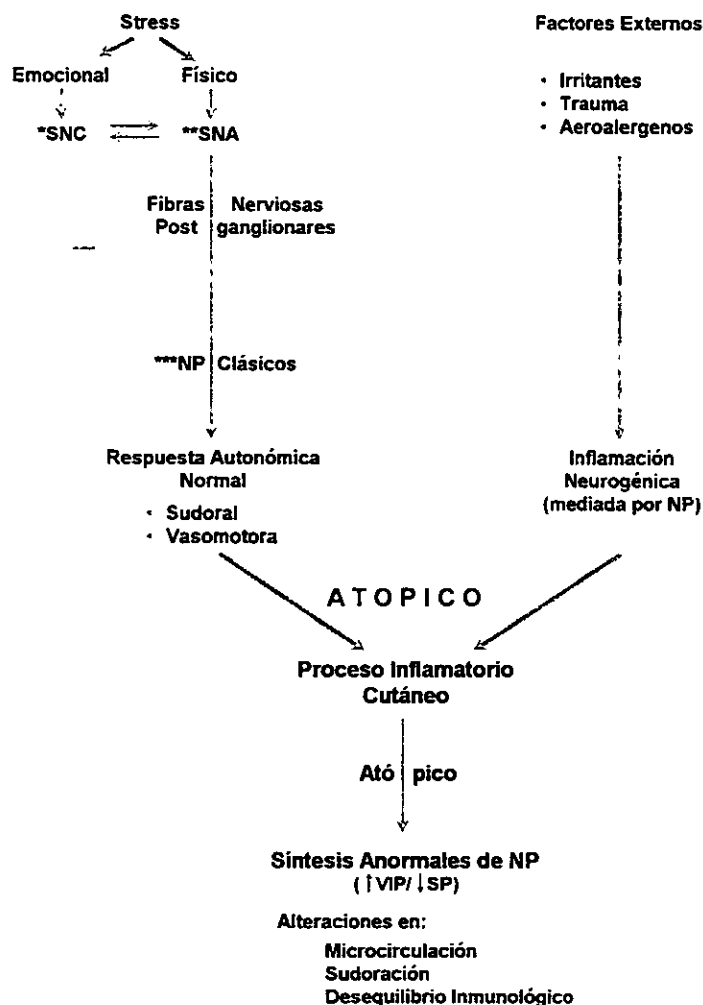 Stress
Emocional Físico
*SNC **SNA
Fibras Nerviosas
Post ganglionares
***NP Clásicos
Respuesta Autonómica
Normal
· Sudoral
· Vasomotora
Factores Externos
· Irritantes
· Trauma
· Aeroalergenos
Inflamación
Neurogénica
(mediada por NP)
ATOPICO
Proceso Inflamatorio
Cutáneo
Ató pico
Síntesis Anormales de NP
(↑VIP/↓SP)
Alteraciones en:
Microcirculación
Sudoración
Desequilibrio Inmunológico